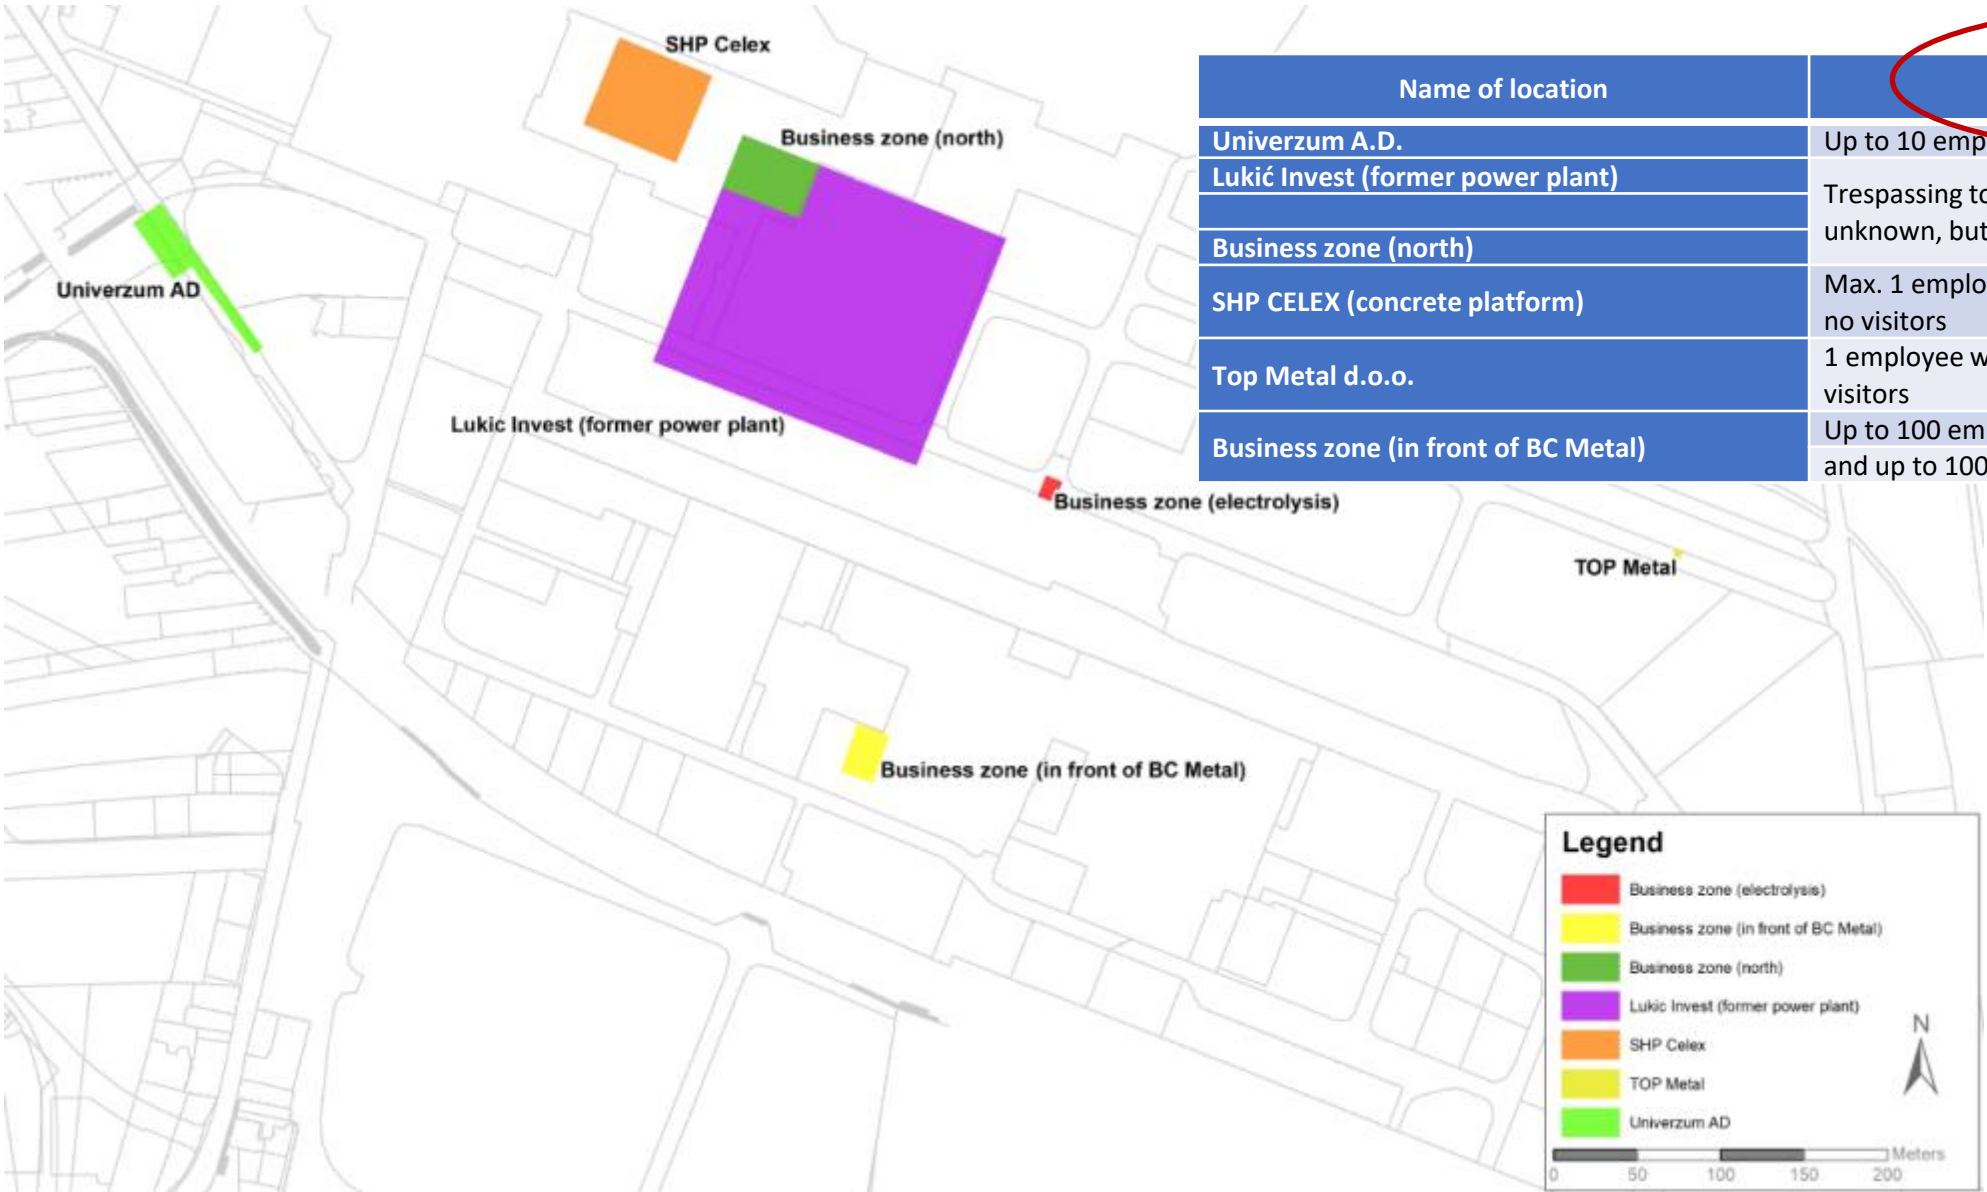 SHP Celex
Business zone (north)
Univerzum AD
Lukic Invest (former power plant)
Business zone (electrolysis)
TOP Metal
Business zone (in front of BC Metal)
Name of location
Univerzum A.D.
Up to 10 emp
Lukić Invest (former power plant)
Trespassing to
unknown, but
Business zone (north)
SHP CELEX (concrete platform)
Max. 1 emplo
no visitors
Top Metal d.o.o.
1 employee w
visitors
Business zone (in front of BC Metal)
Up to 100 em
and up to 100
Legend
Business zone (electrolysis)
Business zone (in front of BC Metal)
Business zone (north)
Lukic Invest (former power plant)
SHP Celex
TOP Metal
Univerzum AD
N
Meters
0 50 100 150 200